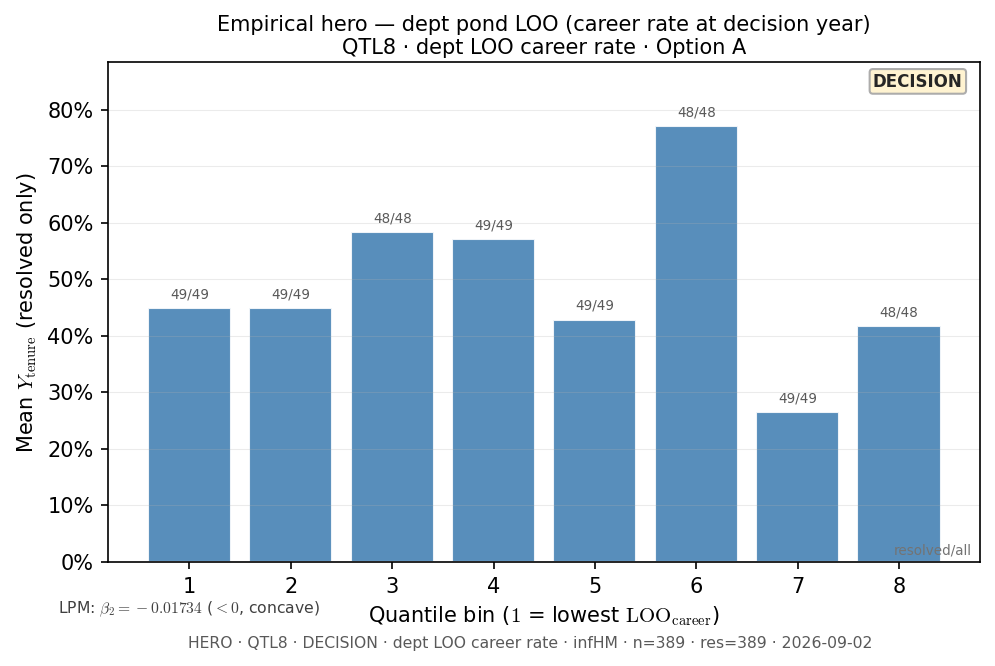 Empirical hero — dept pond LOO (career rate at decision year)
QTL8 · dept LOO career rate · Option A
DECISION
Mean Y_tenure (resolved only)
80%
70%
60%
50%
40%
30%
20%
10%
0%
49/49
49/49
48/48
49/49
49/49
48/48
49/49
48/48
resolved/all
1 2 3 4 5 6 7 8
LPM: β₂ = −0.01734 (<0, concave)
Quantile bin (1 = lowest LOO_career)
HERO · QTL8 · DECISION · dept LOO career rate · infHM · n=389 · res=389 · 2026-09-02